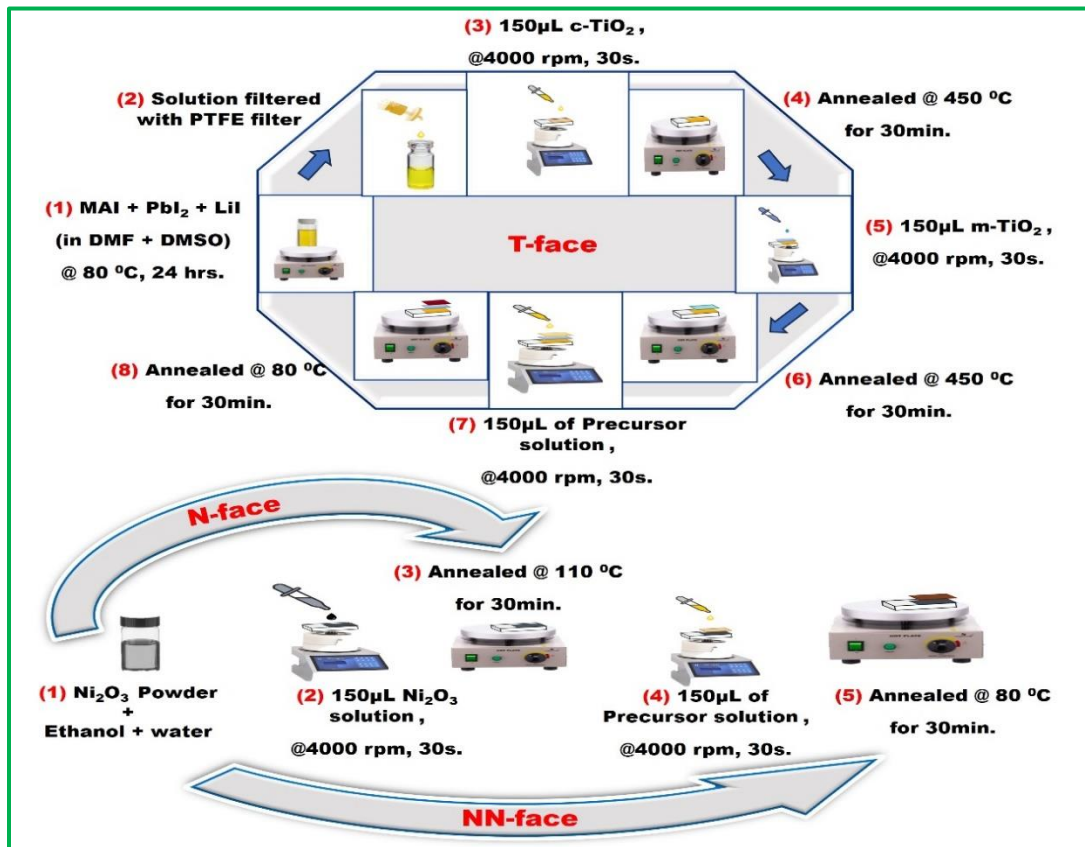 (3) 150µL c-TiO₂ ,
@4000 rpm, 30s.
(2) Solution filtered
with PTFE filter
(4) Annealed @ 450 ⁰C
for 30min.
(1) MAI + PbI₂ + LiI
(in DMF + DMSO)
@ 80 ⁰C, 24 hrs.
T-face
(5) 150µL m-TiO₂ ,
@4000 rpm, 30s.
(8) Annealed @ 80 ⁰C
for 30min.
(6) Annealed @ 450 ⁰C
for 30min.
(7) 150µL of Precursor
solution ,
@4000 rpm, 30s.
N-face
(3) Annealed @ 110 ⁰C
for 30min.
HOT PLATE
(1) Ni₂O₃ Powder
+
Ethanol + water
(2) 150µL Ni₂O₃
solution ,
@4000 rpm, 30s.
(4) 150µL of
Precursor solution ,
@4000 rpm, 30s.
(5) Annealed @ 80 ⁰C
for 30min.
NN-face